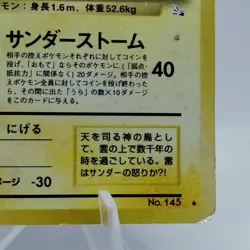 モン：身長1.6m、体重52.6kg
サンダーストーム
相手の控えポケモンそれぞれに対してコインを
投げ、「おもて」ならそのポケモンに（「弱点・
抵抗力」に関係なく）20ダメージ。相手の控
えポケモン全員に対してコインを投げ終わった
ら、その間に出た「うら」の数×10ダメージ
をこのカードに与える。
40
にげる
ページ -30
天を司る神の鳥として、
雲の上で数千年の時
を過している。雷
はサンダーの怒りか?!
No. 145 ★